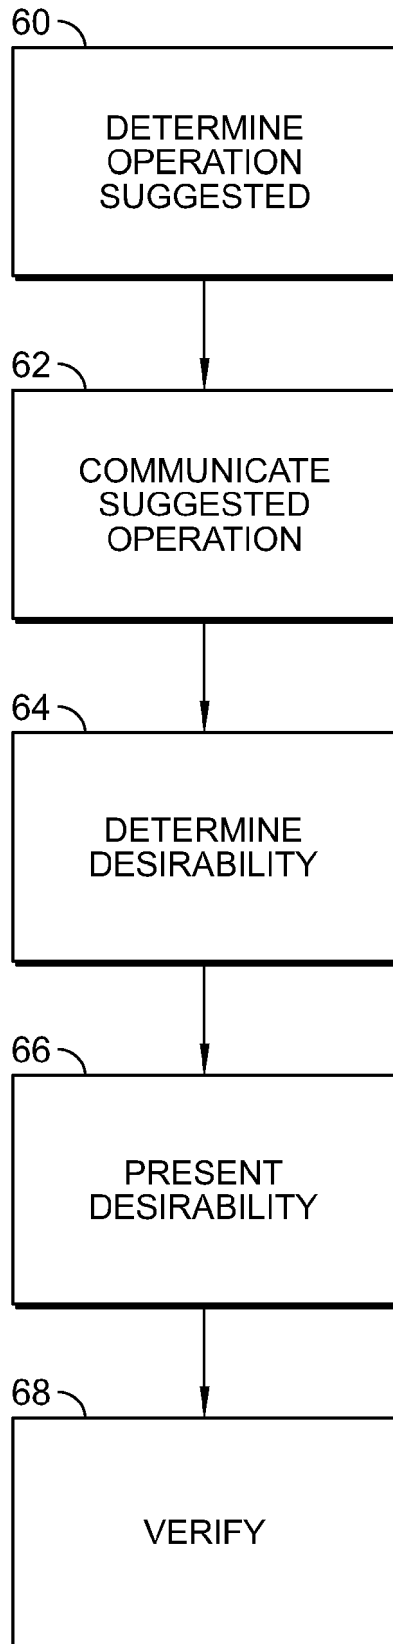 60
DETERMINE
OPERATION
SUGGESTED
62
COMMUNICATE
SUGGESTED
OPERATION
64
DETERMINE
DESIRABILITY
66
PRESENT
DESIRABILITY
68
VERIFY